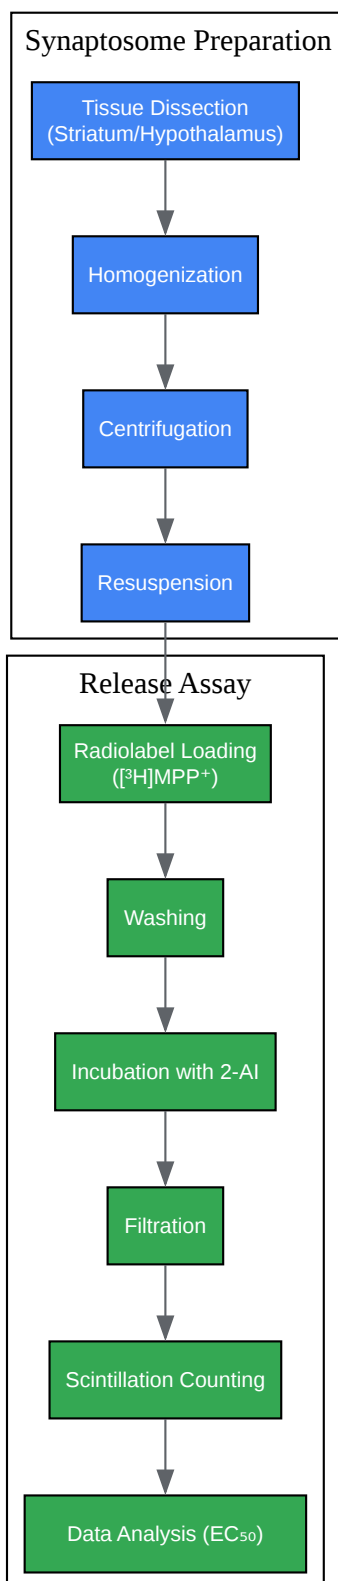 Synaptosome Preparation
Tissue Dissection
(Striatum/Hypothalamus)
Homogenization
Centrifugation
Resuspension
Release Assay
Radiolabel Loading
([³H]MPP⁺)
Washing
Incubation with 2-AI
Filtration
Scintillation Counting
Data Analysis (EC₅₀)